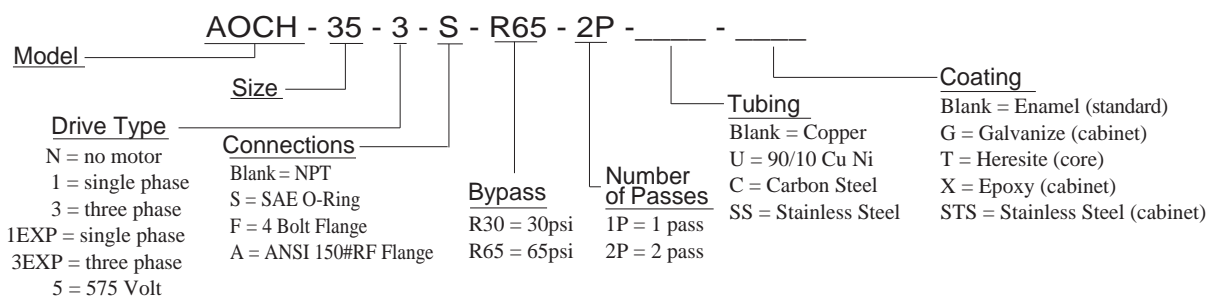 AOCH - 35 - 3 - S - R65 - 2P -____ - ____
Model
Size
Drive Type
N = no motor
1 = single phase
3 = three phase
1EXP = single phase
3EXP = three phase
5 = 575 Volt
Connections
Blank = NPT
S = SAE O-Ring
F = 4 Bolt Flange
A = ANSI 150#RF Flange
Bypass
R30 = 30psi
R65 = 65psi
Number
of Passes
1P = 1 pass
2P = 2 pass
Tubing
Blank = Copper
U = 90/10 Cu Ni
C = Carbon Steel
SS = Stainless Steel
Coating
Blank = Enamel (standard)
G = Galvanize (cabinet)
T = Heresite (core)
X = Epoxy (cabinet)
STS = Stainless Steel (cabinet)